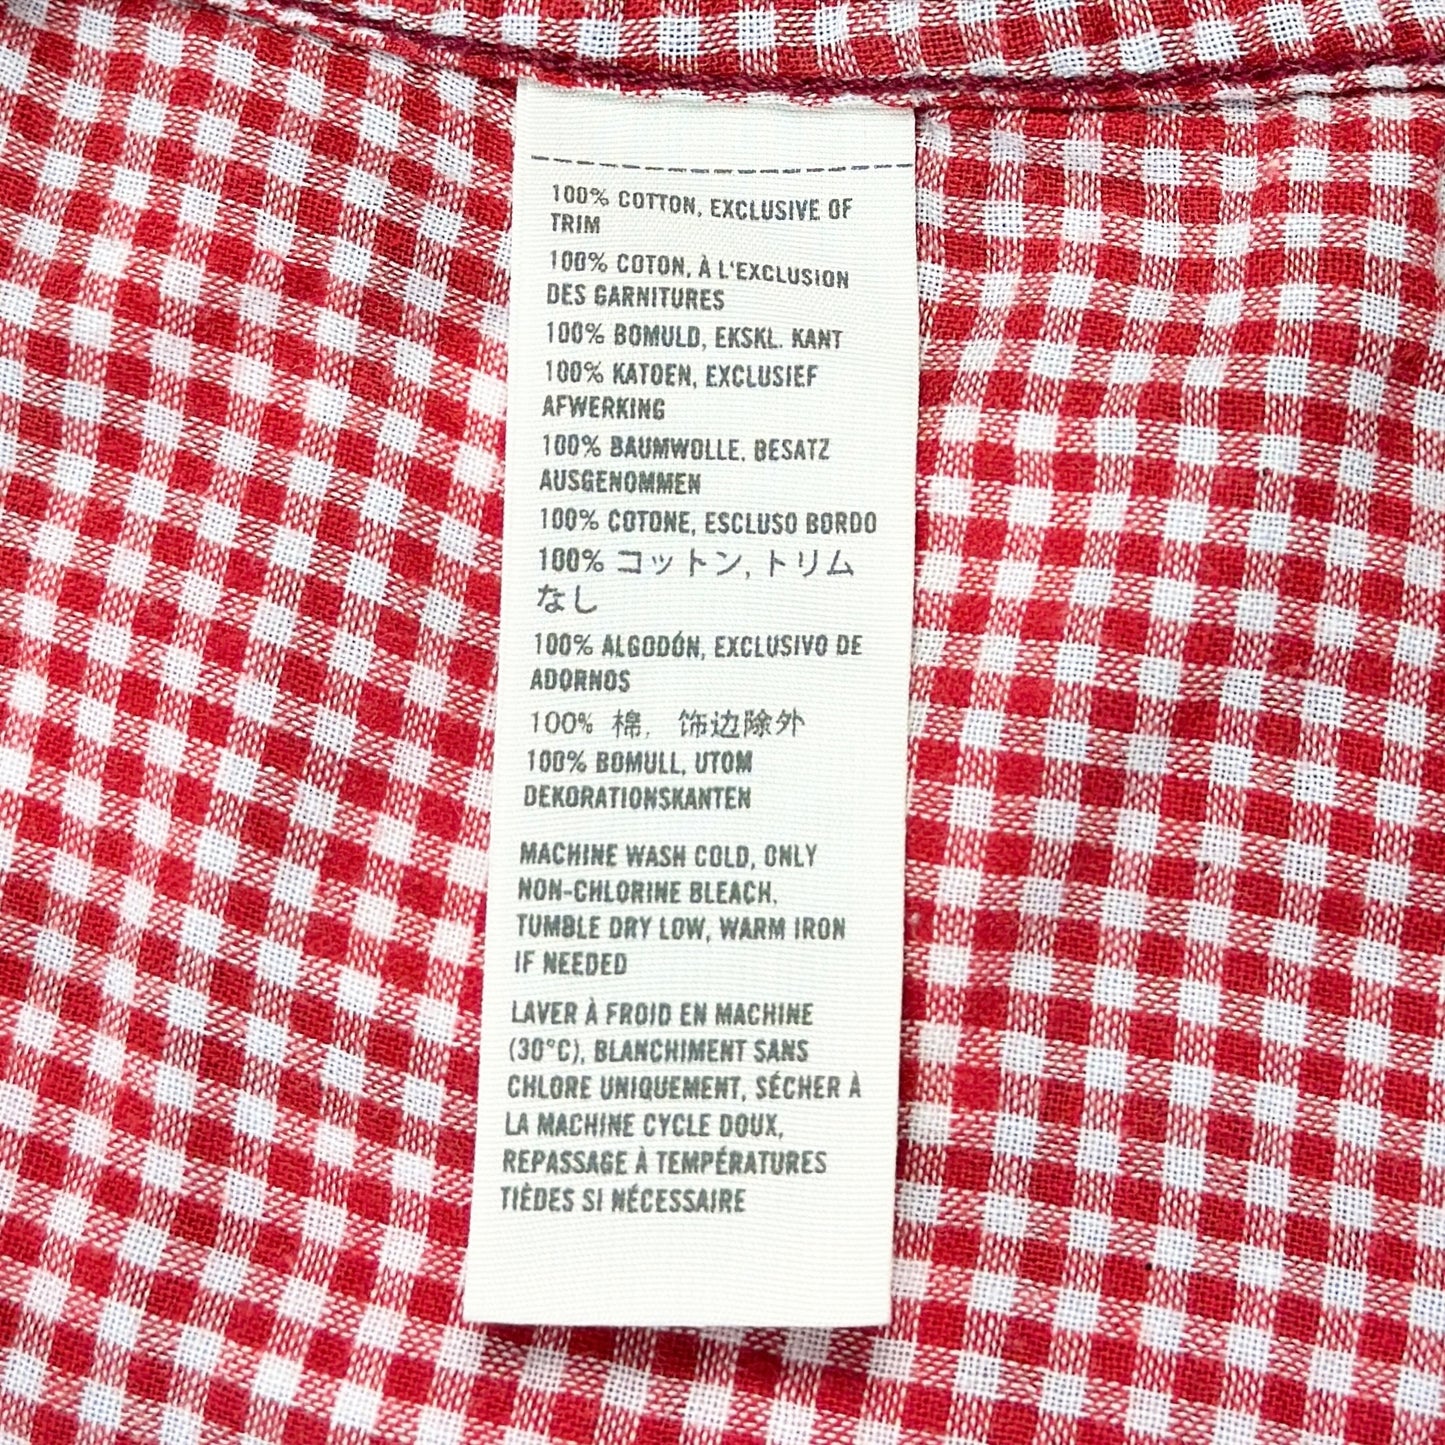 100% COTTON, EXCLUSIVE OF
TRIM
100% COTON, À L'EXCLUSION
DES GARNITURES
100% BOMULD, EKSKL. KANT
100% KATOEN, EXCLUSIEF
AFWERKING
100% BAUMWOLLE, BESATZ
AUSGENOMMEN
100% COTONE, ESCLUSO BORDO
100% コットン, トリム
なし
100% ALGODÓN, EXCLUSIVO DE
ADORNOS
100% 棉, 饰边除外
100% BOMULL, UTOM
DEKORATIONSKANTEN
MACHINE WASH COLD, ONLY
NON-CHLORINE BLEACH,
TUMBLE DRY LOW, WARM IRON
IF NEEDED
LAVER À FROID EN MACHINE
(30°C), BLANCHIMENT SANS
CHLORE UNIQUEMENT, SÉCHER À
LA MACHINE CYCLE DOUX,
REPASSAGE À TEMPÉRATURES
TIÈDES SI NÉCESSAIRE